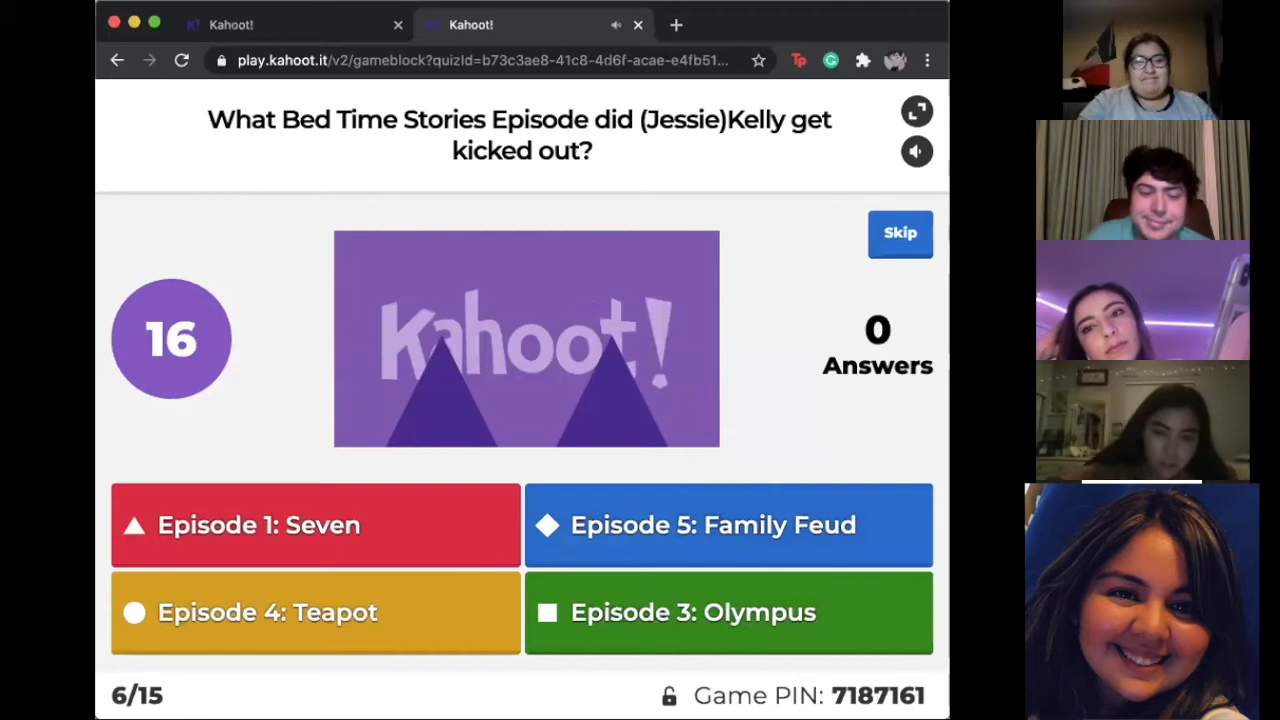 Kahoot!
Kahoot!
play.kahoot.it/v2/gameblock?quizId=b73c3ae8-41c8-4d6f-acae-e4fb51...
Tp
What Bed Time Stories Episode did (Jessie)Kelly get
kicked out?
Skip
16
Kahoot!
0
Answers
Episode 1: Seven
Episode 5: Family Feud
Episode 4: Teapot
Episode 3: Olympus
6/15
Game PIN: 7187161